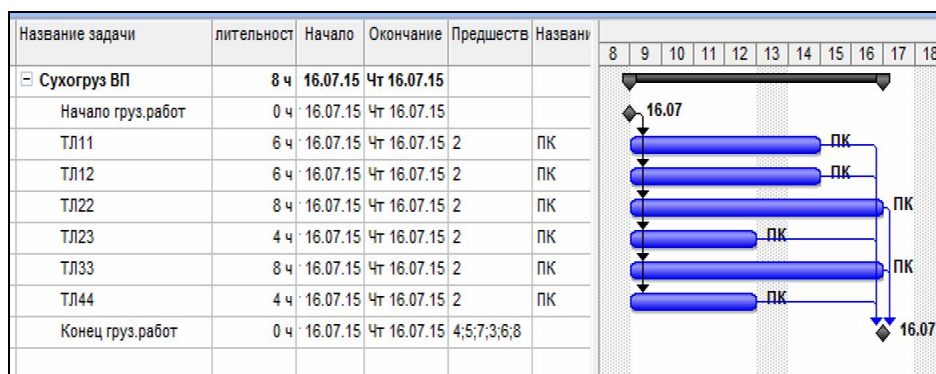 Название задачи лительност Начало Окончание Предшеств Названи
8 9 10 11 12 13 14 15 16 17 18
Сухогруз ВП 8 ч 16.07.15 Чт 16.07.15
Начало груз.работ 0 ч 16.07.15 Чт 16.07.15 16.07
ТЛ11 6 ч 16.07.15 Чт 16.07.15 2 ПК ПК
ТЛ12 6 ч 16.07.15 Чт 16.07.15 2 ПК ПК
ТЛ22 8 ч 16.07.15 Чт 16.07.15 2 ПК ПК
ТЛ23 4 ч 16.07.15 Чт 16.07.15 2 ПК ПК
ТЛ33 8 ч 16.07.15 Чт 16.07.15 2 ПК ПК
ТЛ44 4 ч 16.07.15 Чт 16.07.15 2 ПК ПК
Конец груз.работ 0 ч 16.07.15 Чт 16.07.15 4;5;7;3;6;8 16.07